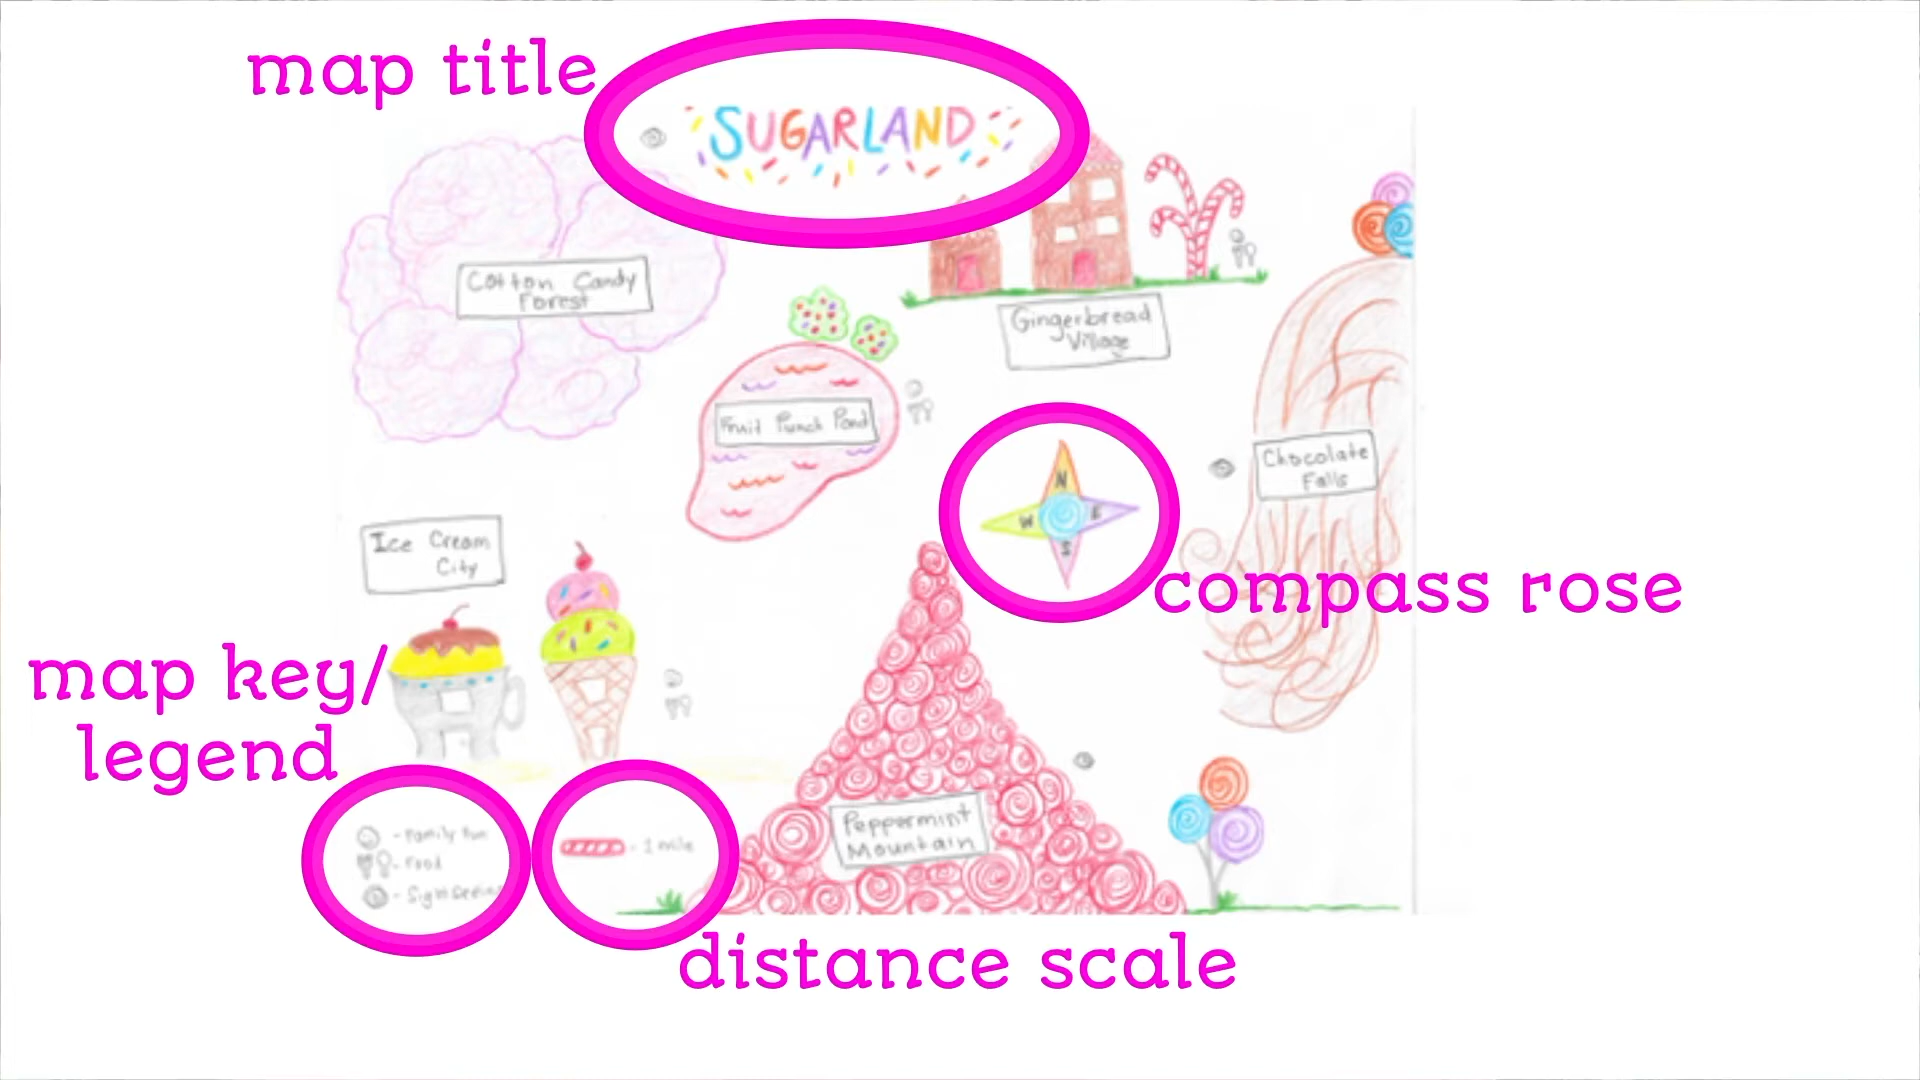 map title
SUGARLAND
Cotton Candy
Forest
Gingerbread
Village
Fruit Punch Pond
N
W E
S
Chocolate
Falls
Ice Cream
City
compass rose
map key/
legend
- Family Fun
- Food
- Sightseeing
- 1 mile
Peppermint
Mountain
distance scale